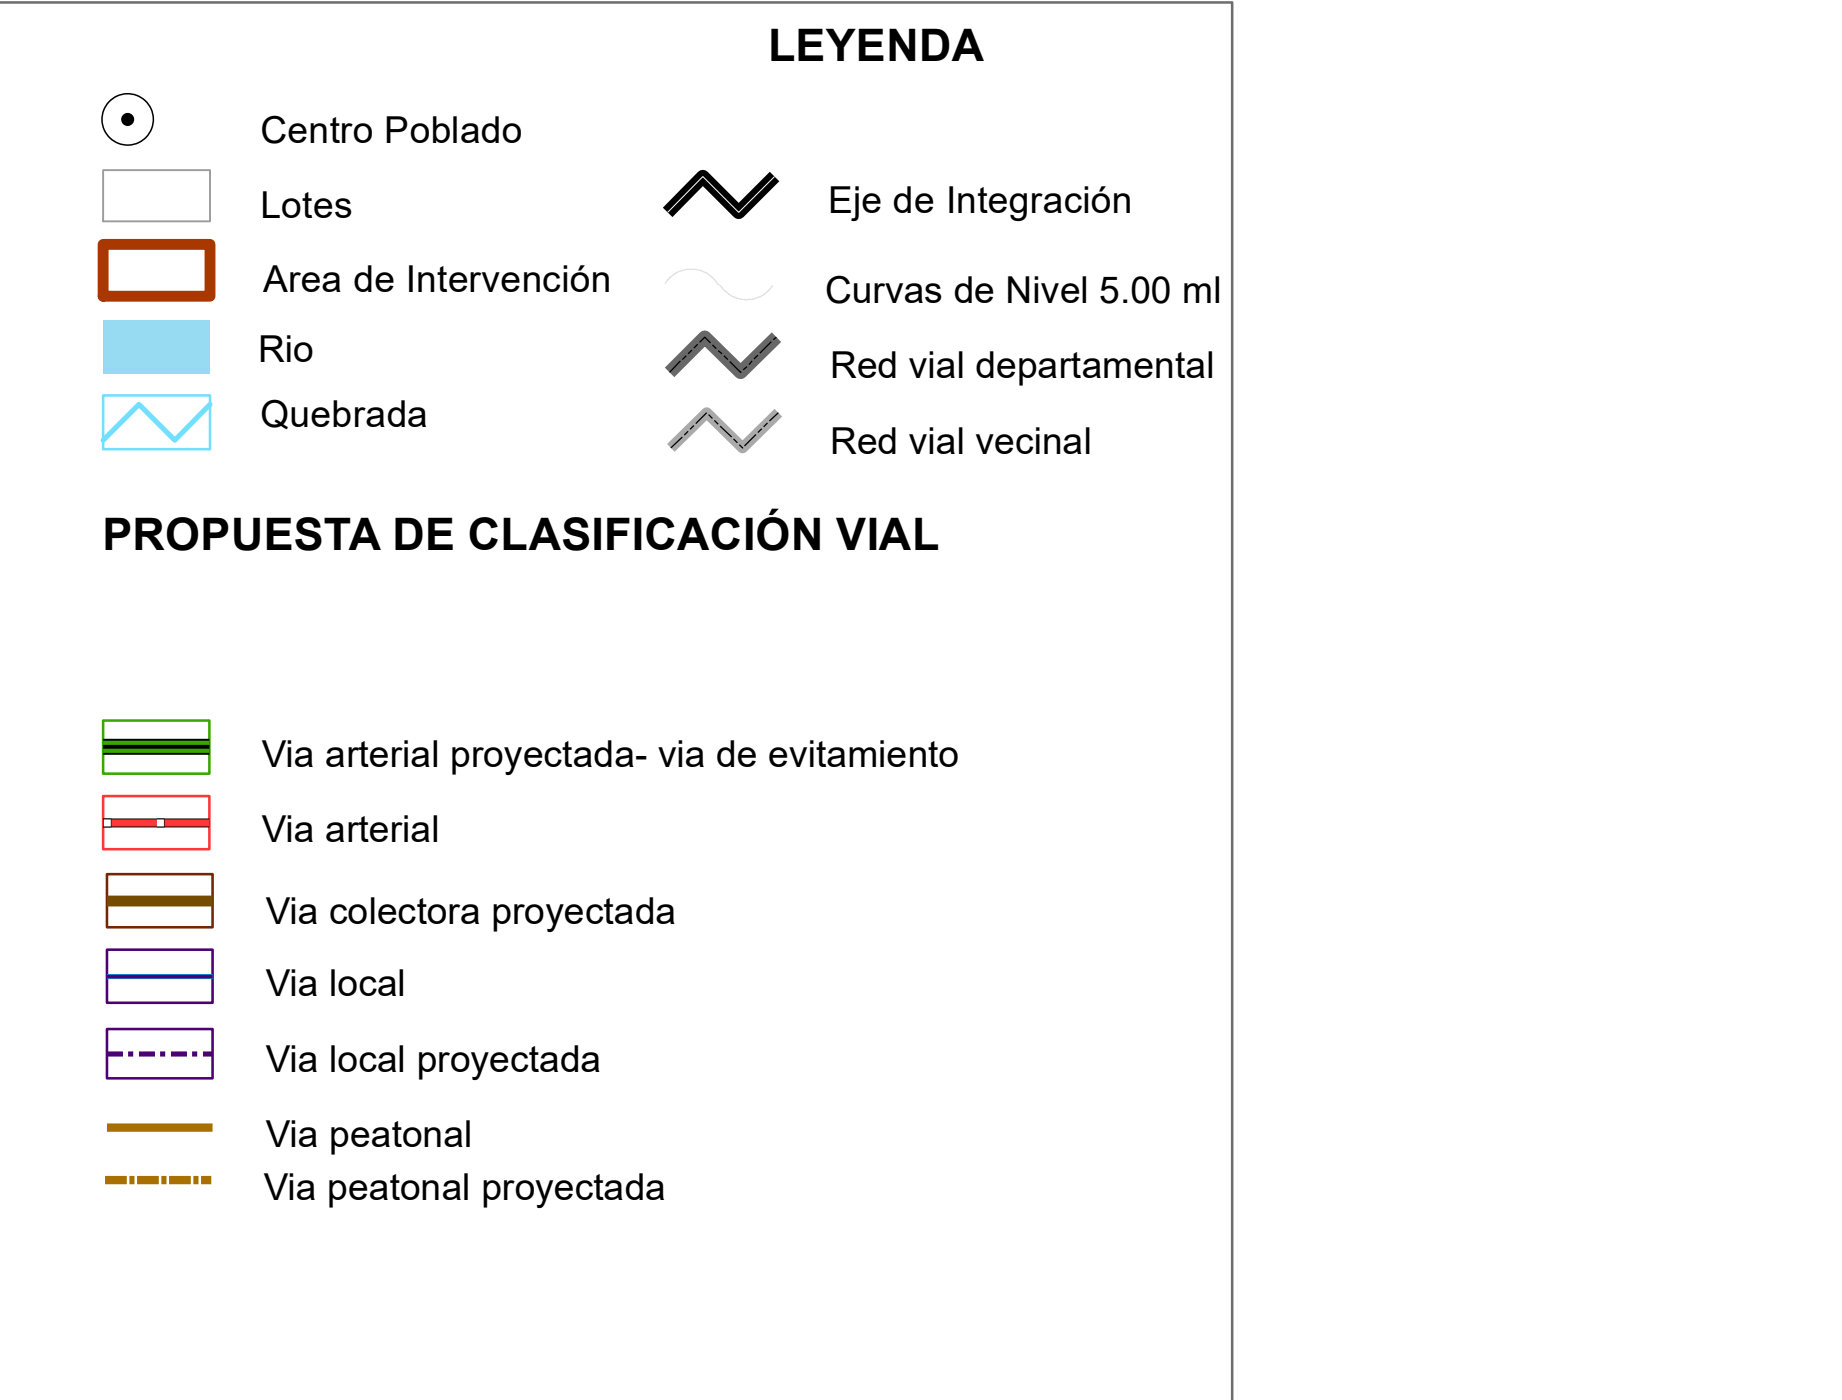 LEYENDA
Centro Poblado
Lotes
Area de Intervención
Rio
Quebrada
Eje de Integración
Curvas de Nivel 5.00 ml
Red vial departamental
Red vial vecinal
PROPUESTA DE CLASIFICACIÓN VIAL
Via arterial proyectada- via de evitamiento
Via arterial
Via colectora proyectada
Via local
Via local proyectada
Via peatonal
Via peatonal proyectada